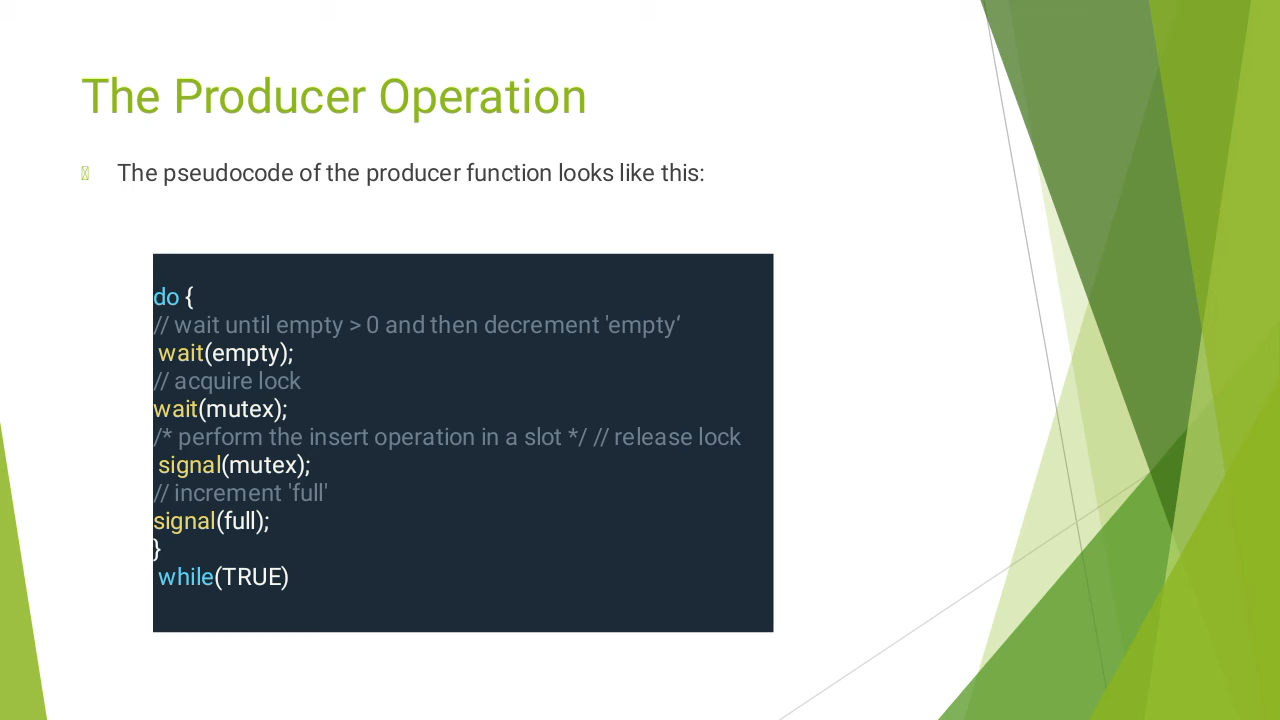 The Producer Operation
The pseudocode of the producer function looks like this:
do {
// wait until empty > 0 and then decrement 'empty‘
wait(empty);
// acquire lock
wait(mutex);
/* perform the insert operation in a slot */ // release lock
signal(mutex);
// increment 'full'
signal(full);
}
while(TRUE)